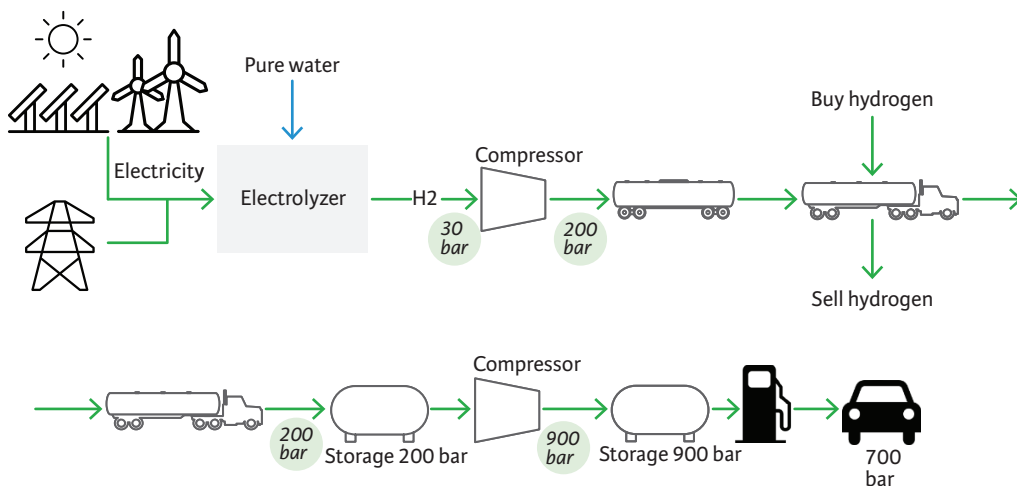 Pure water
Buy hydrogen
Electricity
Compressor
Electrolyzer
H2
30
bar
200
bar
Sell hydrogen
Compressor
200
bar
Storage 200 bar
900
bar
Storage 900 bar
700
bar